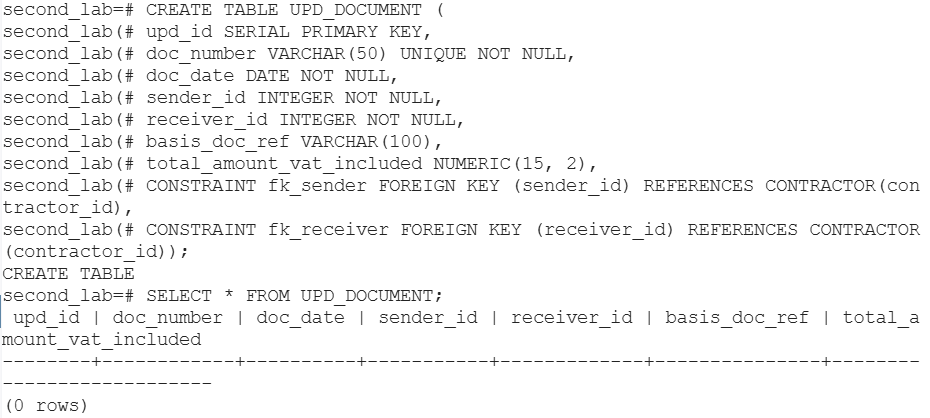 second_lab=# CREATE TABLE UPD_DOCUMENT (
second_lab(# upd_id SERIAL PRIMARY KEY,
second_lab(# doc_number VARCHAR(50) UNIQUE NOT NULL,
second_lab(# doc_date DATE NOT NULL,
second_lab(# sender_id INTEGER NOT NULL,
second_lab(# receiver_id INTEGER NOT NULL,
second_lab(# basis_doc_ref VARCHAR(100),
second_lab(# total_amount_vat_included NUMERIC(15, 2),
second_lab(# CONSTRAINT fk_sender FOREIGN KEY (sender_id) REFERENCES CONTRACTOR(con
tractor_id),
second_lab(# CONSTRAINT fk_receiver FOREIGN KEY (receiver_id) REFERENCES CONTRACTOR
(contractor_id));
CREATE TABLE
second_lab=# SELECT * FROM UPD_DOCUMENT;
 upd_id | doc_number | doc_date | sender_id | receiver_id | basis_doc_ref | total_a
mount_vat_included
--------+------------+----------+-----------+-------------+---------------+--------
-------------------
(0 rows)